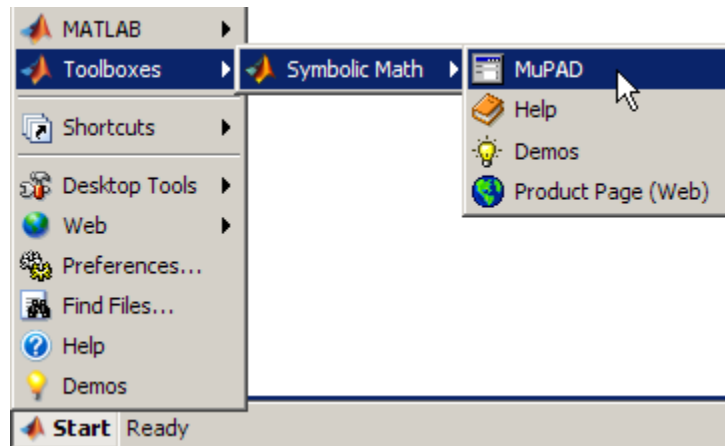 MATLAB
Toolboxes
Shortcuts
Desktop Tools
Web
Preferences...
Find Files...
Help
Demos
Start Ready
Symbolic Math
MuPAD
Help
Demos
Product Page (Web)